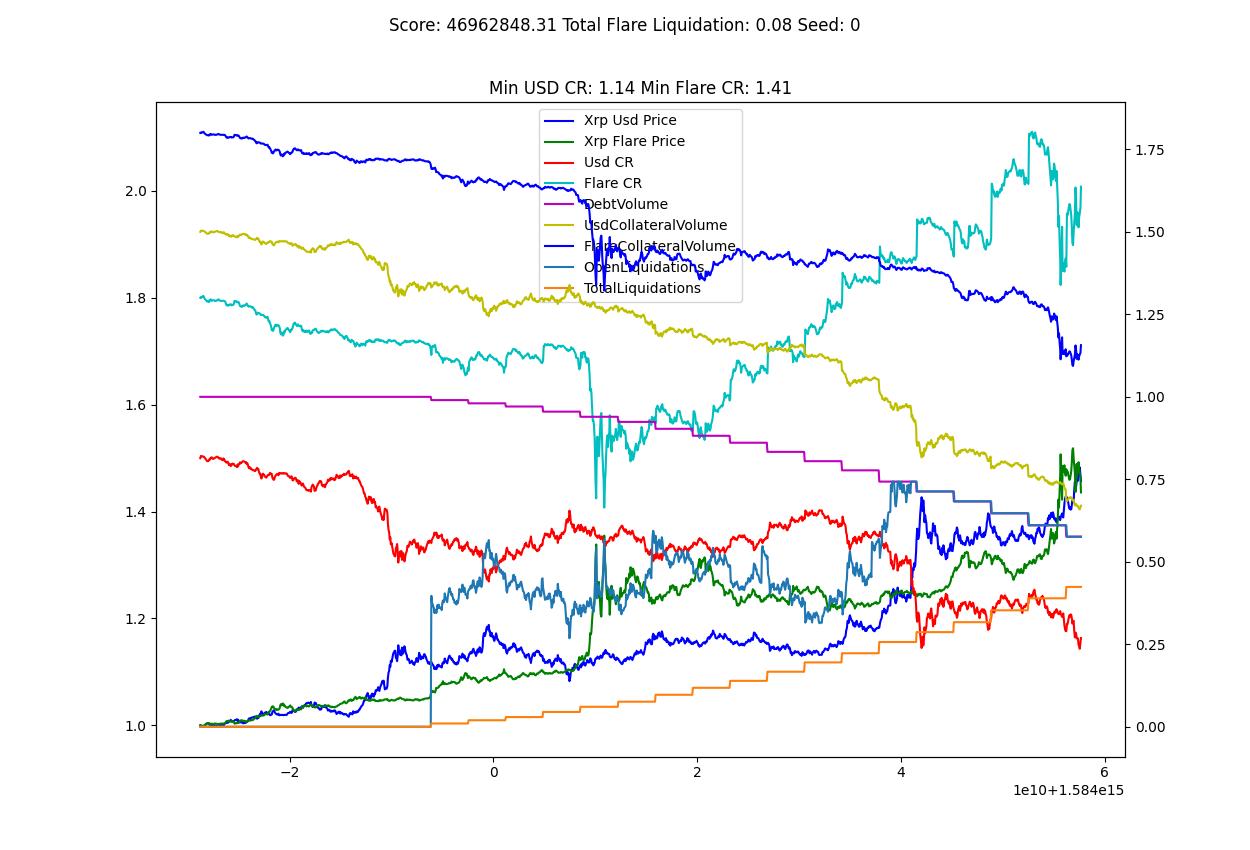 Score: 46962848.31 Total Flare Liquidation: 0.08 Seed: 0
Min USD CR: 1.14 Min Flare CR: 1.41
Xrp Usd Price
Xrp Flare Price
Usd CR
Flare CR
DebtVolume
UsdCollateralVolume
FlareCollateralVolume
OpenLiquidations
TotalLiquidations
2.0
1.8
1.6
1.4
1.2
1.0
1.75
1.50
1.25
1.00
0.75
0.50
0.25
0.00
−2
0
2
4
6
1e10+1.584e15